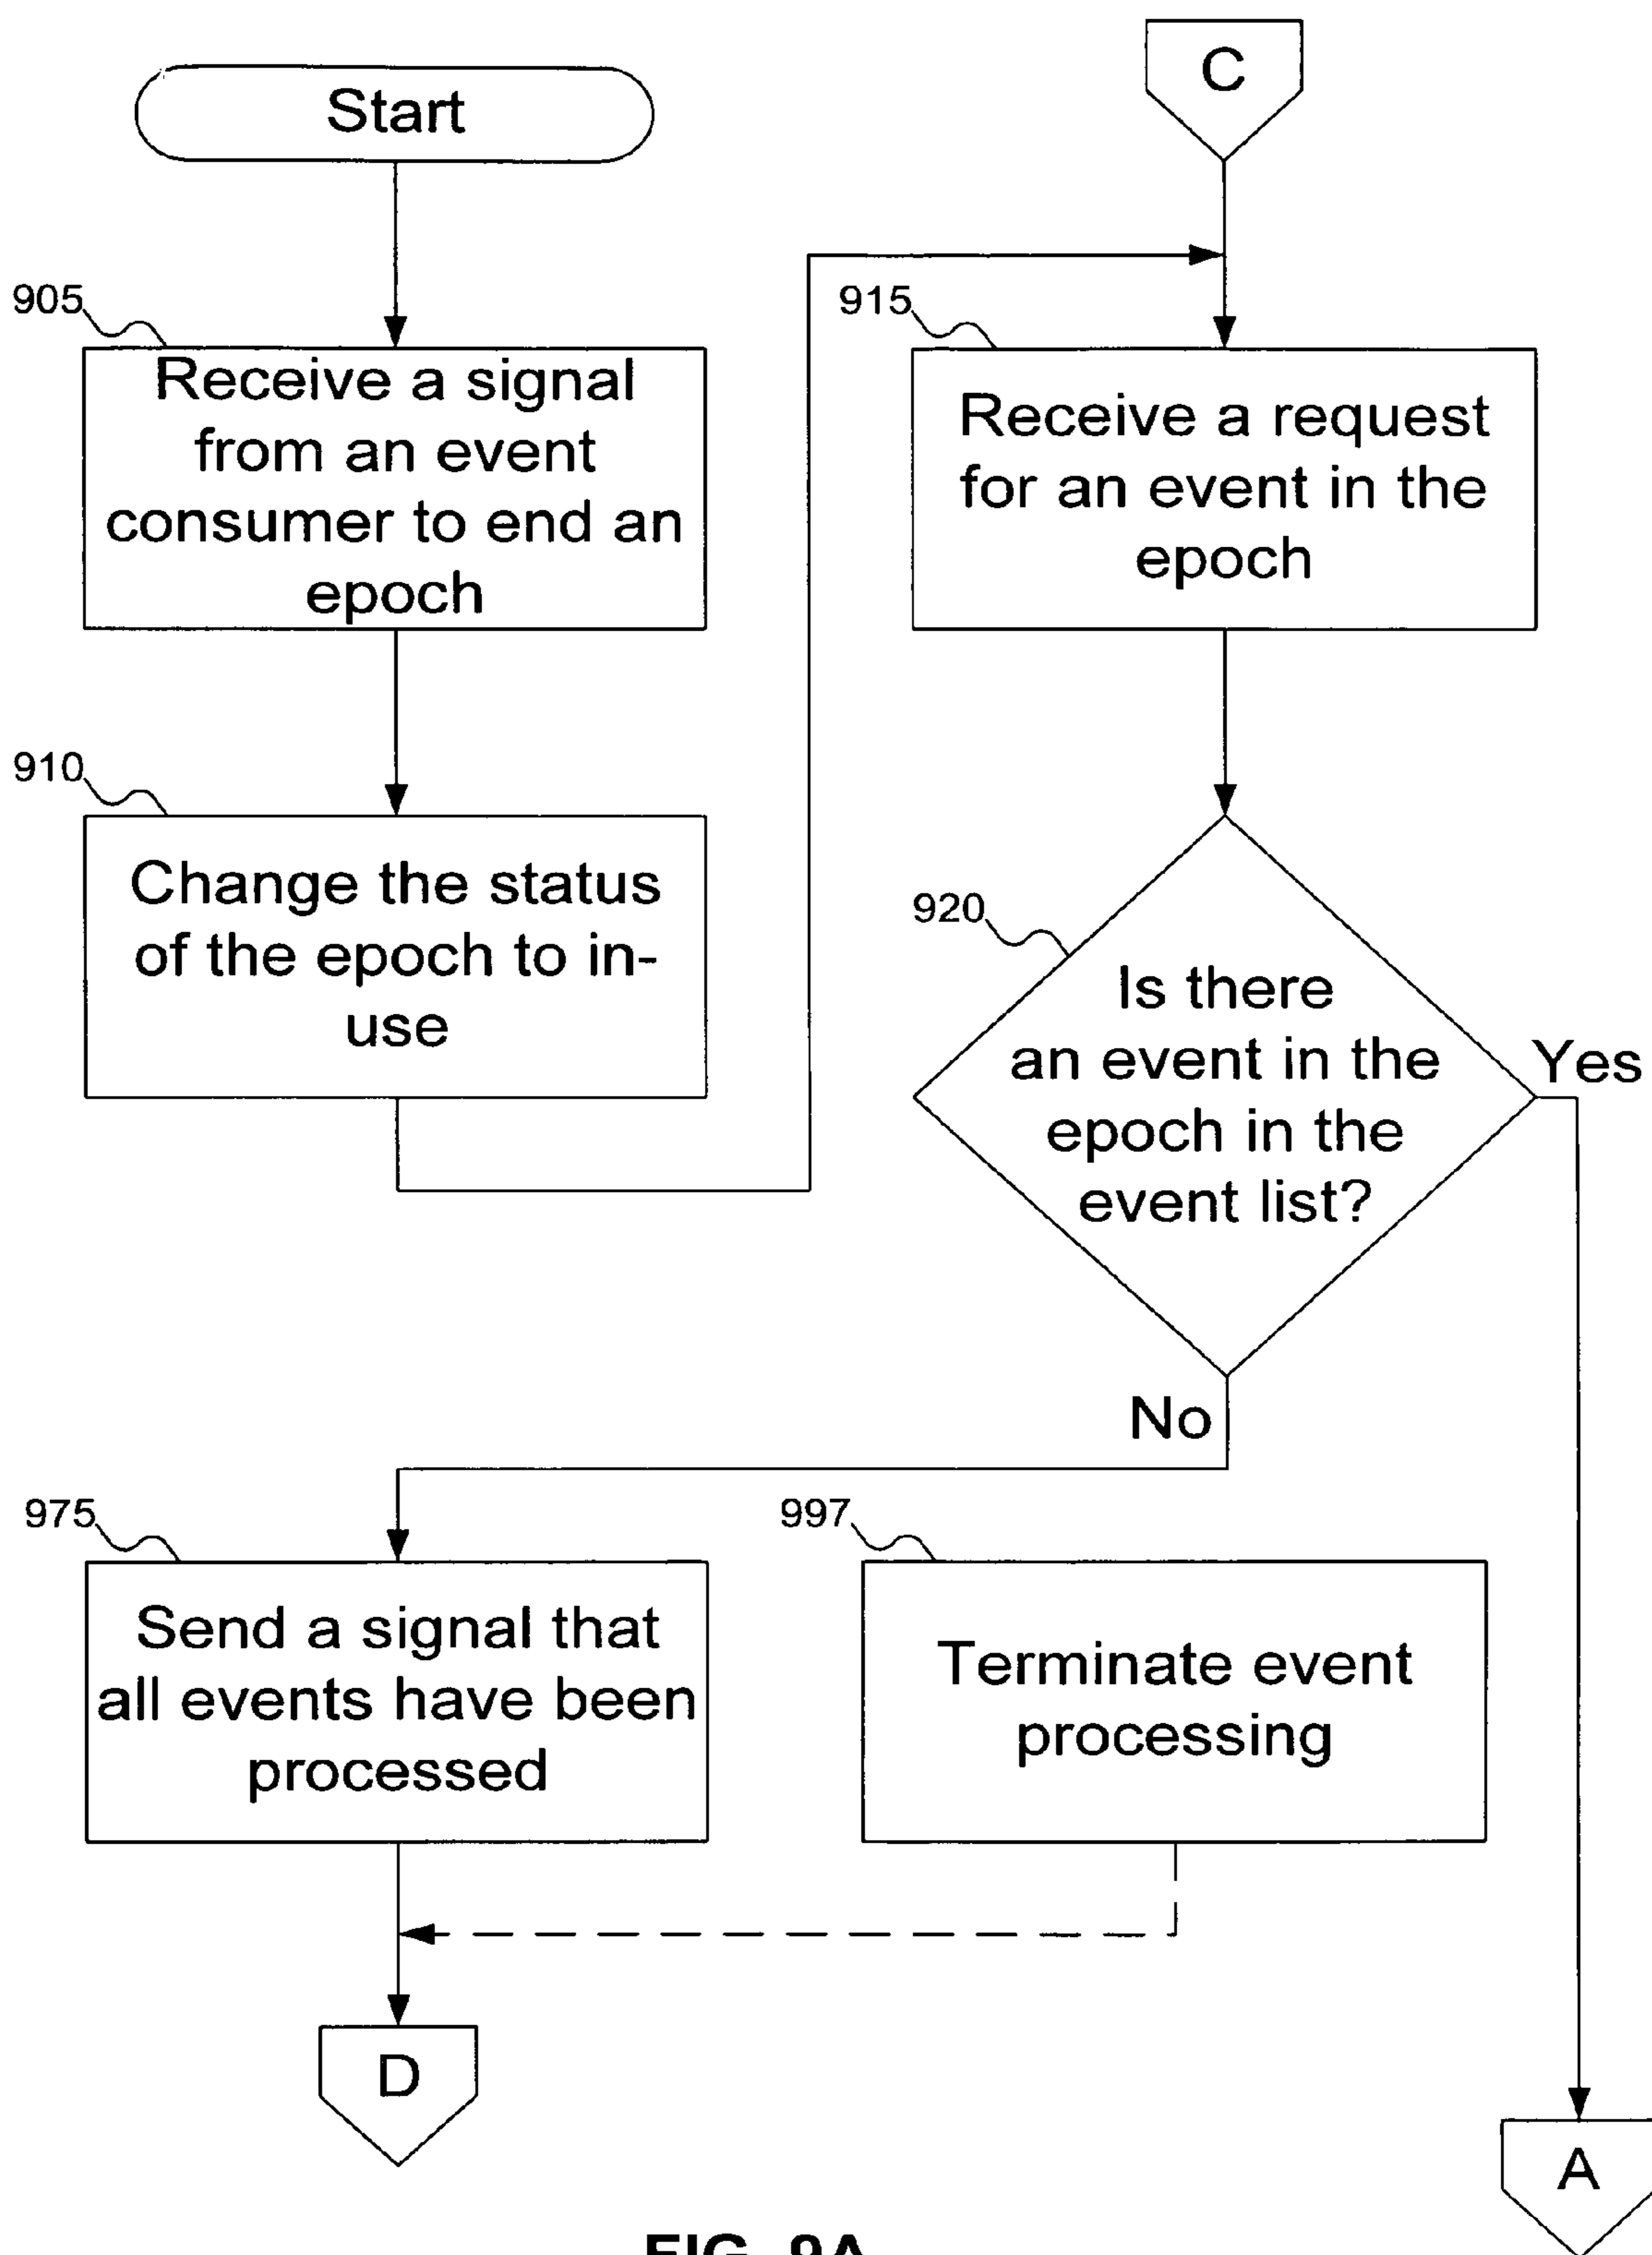 Start
905
Receive a signal
from an event
consumer to end an
epoch
910
Change the status
of the epoch to in-
use
C
915
Receive a request
for an event in the
epoch
920
Is there
an event in the
epoch in the
event list?
Yes
No
975
Send a signal that
all events have been
processed
997
Terminate event
processing
D
A
FIG. 9A